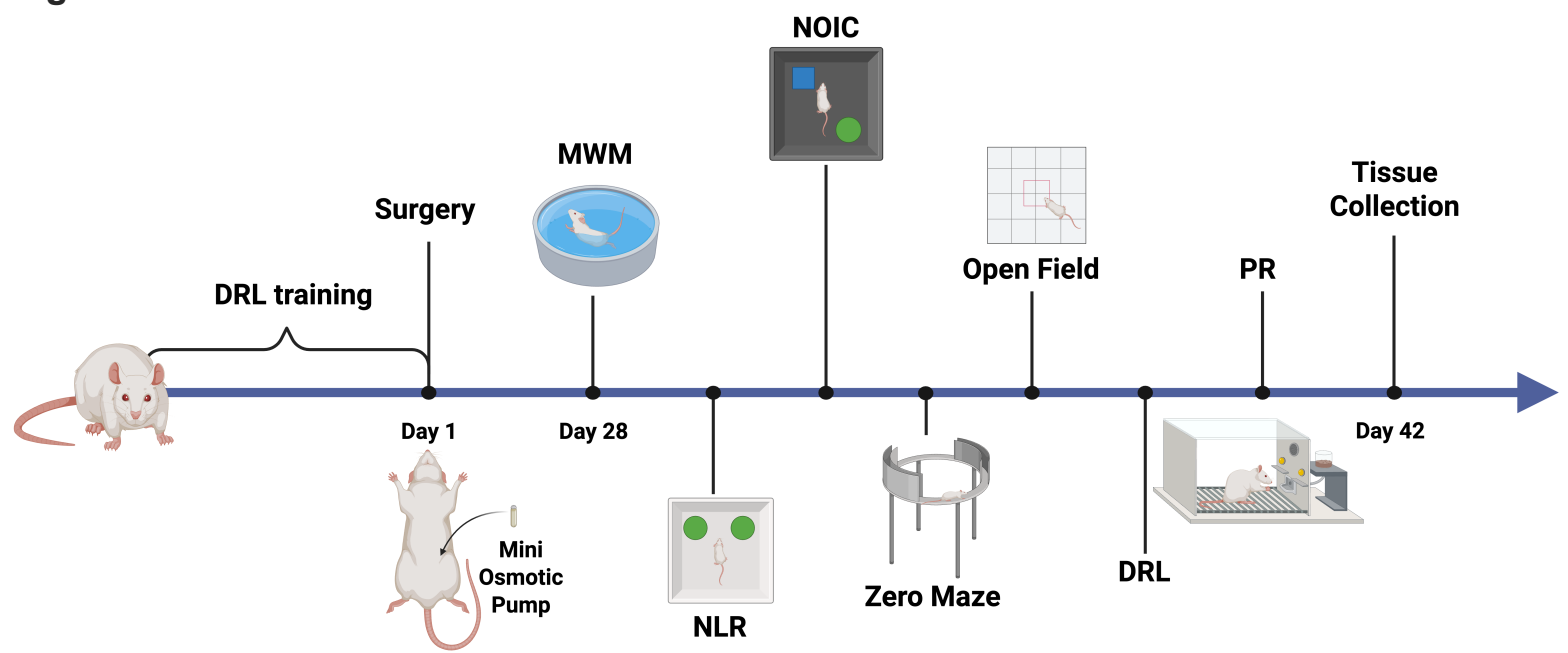 NOIC
MWM
Tissue
Collection
Surgery
Open Field
PR
DRL training
Day 1
Day 28
Day 42
Mini
Osmotic
Pump
DRL
Zero Maze
NLR